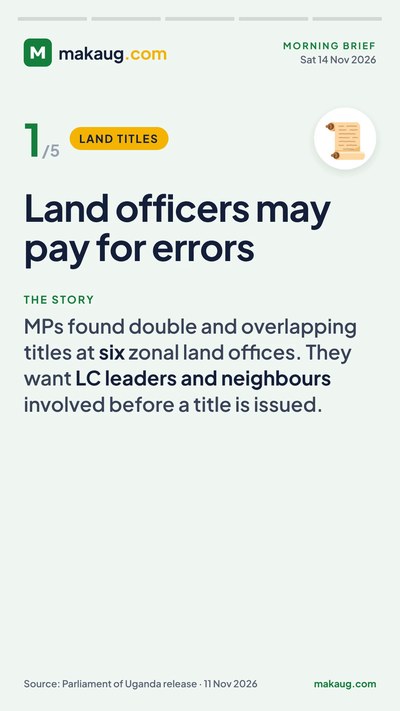 M makaug.com
MORNING BRIEF
Sat 14 Nov 2026
1/5
LAND TITLES
Land officers may
pay for errors
THE STORY
MPs found double and overlapping
titles at six zonal land offices. They
want LC leaders and neighbours
involved before a title is issued.
Source: Parliament of Uganda release · 11 Nov 2026
makaug.com